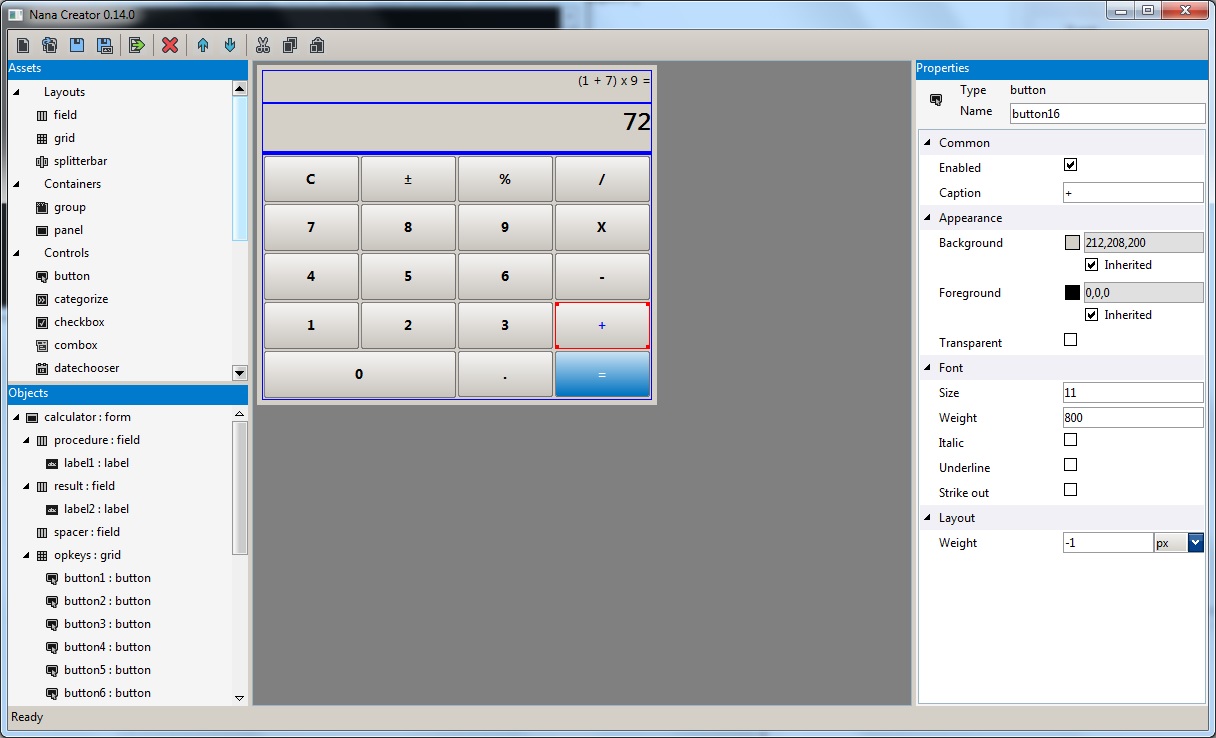 Nana Creator 0.14.0
Assets
Layouts
field
grid
splitterbar
Containers
group
panel
Controls
button
categorize
checkbox
combox
datechooser
Objects
calculator : form
procedure : field
label1 : label
result : field
label2 : label
spacer : field
opkeys : grid
button1 : button
button2 : button
button3 : button
button4 : button
button5 : button
button6 : button
(1 + 7) x 9 =
72
C ± % /
7 8 9 X
4 5 6 -
1 2 3 +
0 . =
Properties
Type button
Name button16
Common
Enabled
Caption +
Appearance
Background 212,208,200
Inherited
Foreground 0,0,0
Inherited
Transparent
Font
Size 11
Weight 800
Italic
Underline
Strike out
Layout
Weight -1 px
Ready